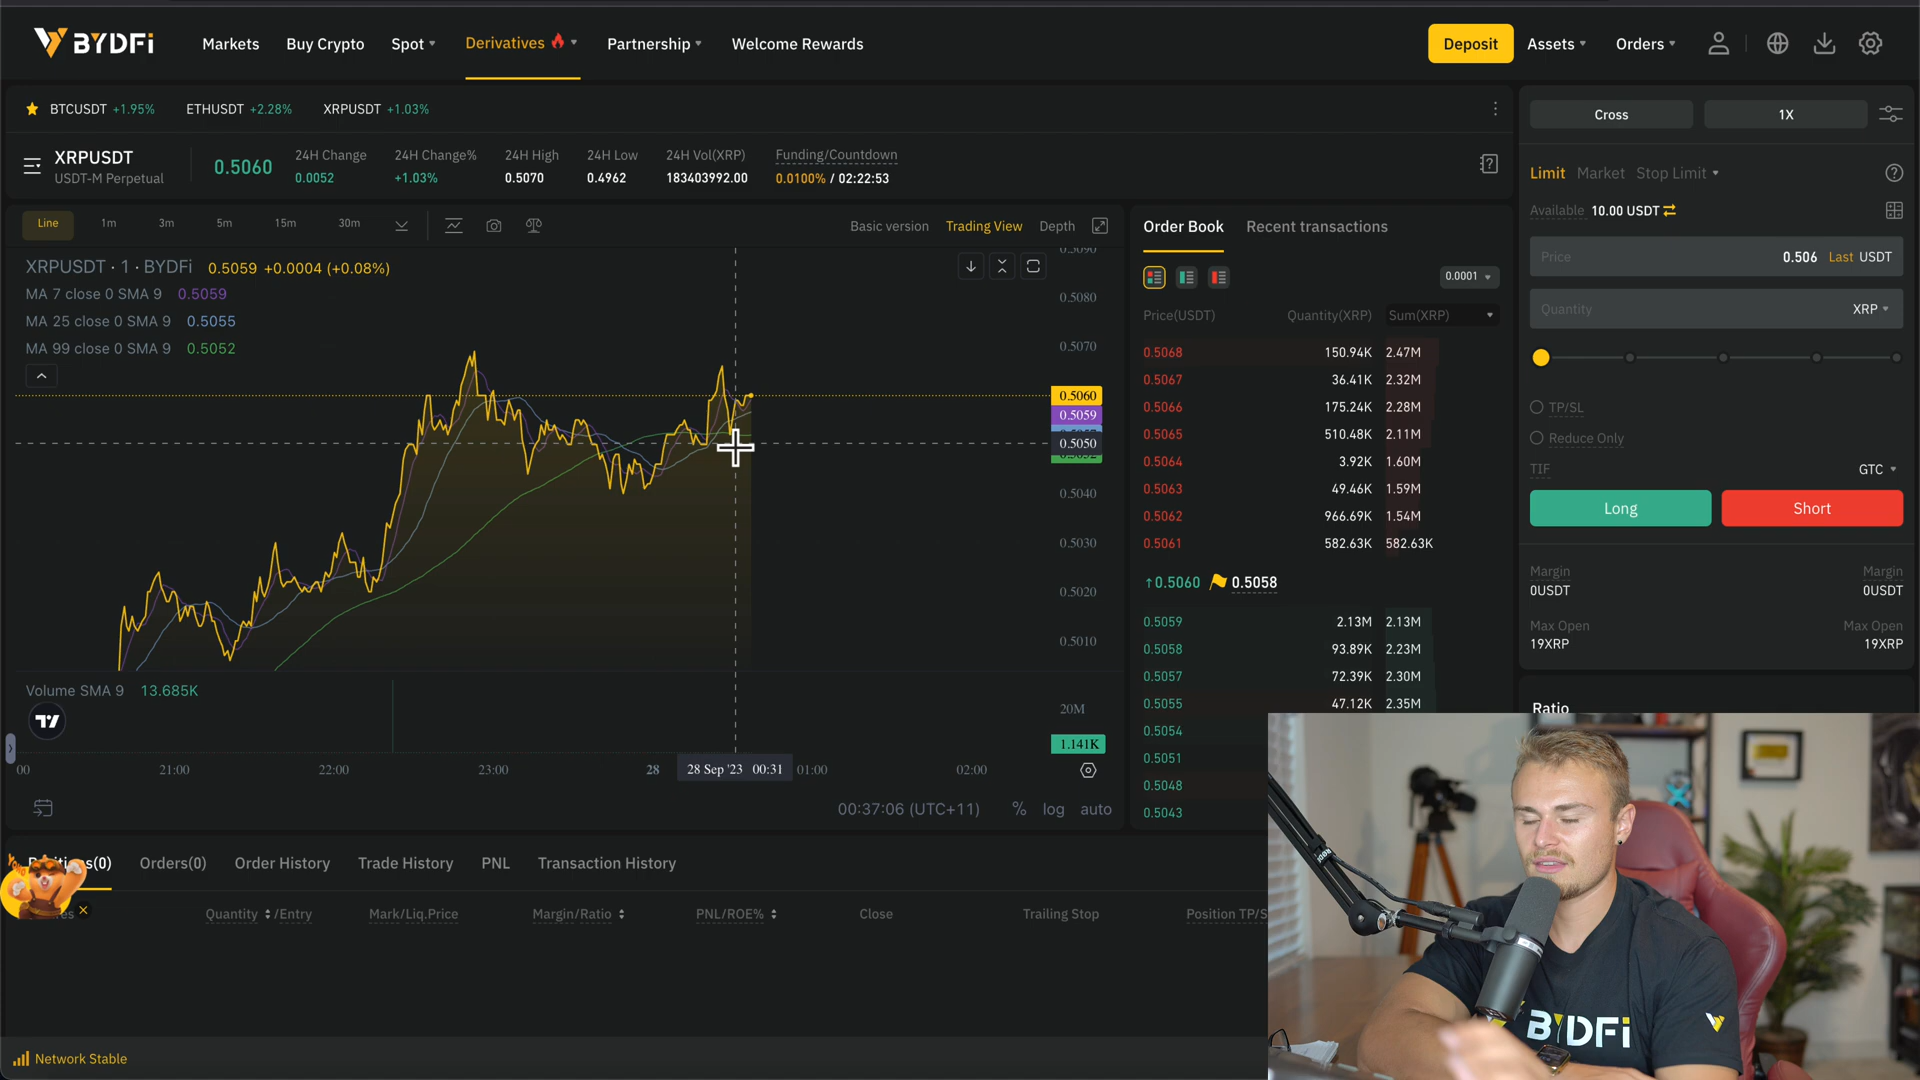 BYDFi Markets Buy Crypto Spot Derivatives Partnership Welcome Rewards Deposit Assets Orders
BTCUSDT +1.95% ETHUSDT +2.28% XRPUSDT +1.03%
XRPUSDT
USDT-M Perpetual
0.5060
24H Change 24H Change% 24H High 24H Low 24H Vol(XRP) Funding/Countdown
0.0052 +1.03% 0.5070 0.4962 183403992.00 0.0100% / 02:22:53
Line 1m 3m 5m 15m 30m Basic version Trading View Depth
XRPUSDT · 1 · BYDFi 0.5059 +0.0004 (+0.08%)
MA 7 close 0 SMA 9 0.5059
MA 25 close 0 SMA 9 0.5055
MA 99 close 0 SMA 9 0.5052
0.5090
0.5080
0.5070
0.5060
0.5059
0.5050
0.5052
0.5040
0.5030
0.5020
0.5010
Volume SMA 9 13.685K
20M
1.141K
00 21:00 22:00 23:00 28 28 Sep '23 00:31 01:00 02:00
00:37:06 (UTC+11) % log auto
Order Book Recent transactions
0.0001
Price(USDT) Quantity(XRP) Sum(XRP)
0.5068 150.94K 2.47M
0.5067 36.41K 2.32M
0.5066 175.24K 2.28M
0.5065 510.48K 2.11M
0.5064 3.92K 1.60M
0.5063 49.46K 1.59M
0.5062 966.69K 1.54M
0.5061 582.63K 582.63K
↑0.5060 0.5058
0.5059 2.13M 2.13M
0.5058 93.89K 2.23M
0.5057 72.39K 2.30M
0.5055 47.12K 2.35M
0.5054
0.5051
0.5048
0.5043
Cross 1X
Limit Market Stop Limit
Available 10.00 USDT
Price 0.506 Last USDT
Quantity XRP
TP/SL
Reduce Only
TIF GTC
Long Short
Margin Margin
0USDT 0USDT
Max Open Max Open
19XRP 19XRP
Ratio
Orders(0) Order History Trade History PNL Transaction History
Quantity /Entry Mark/Liq.Price Margin/Ratio PNL/ROE% Close Trailing Stop Position TP/S
Network Stable
BYDFi